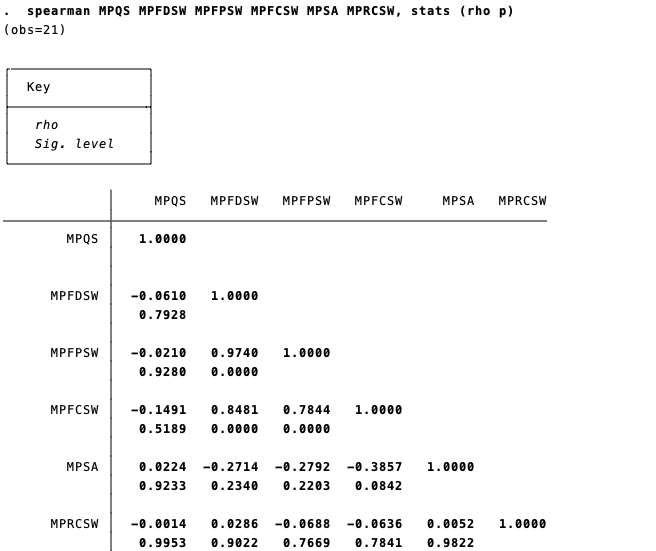 . spearman MPQS MPFDSW MPFPSW MPFCSW MPSA MPRCSW, stats (rho p)
(obs=21)
Key
rho
Sig. level
MPQS MPFDSW MPFPSW MPFCSW MPSA MPRCSW
MPQS 1.0000
MPFDSW -0.0610 1.0000
0.7928
MPFPSW -0.0210 0.9740 1.0000
0.9280 0.0000
MPFCSW -0.1491 0.8481 0.7844 1.0000
0.5189 0.0000 0.0000
MPSA 0.0224 -0.2714 -0.2792 -0.3857 1.0000
0.9233 0.2340 0.2203 0.0842
MPRCSW -0.0014 0.0286 -0.0688 -0.0636 0.0052 1.0000
0.9953 0.9022 0.7669 0.7841 0.9822